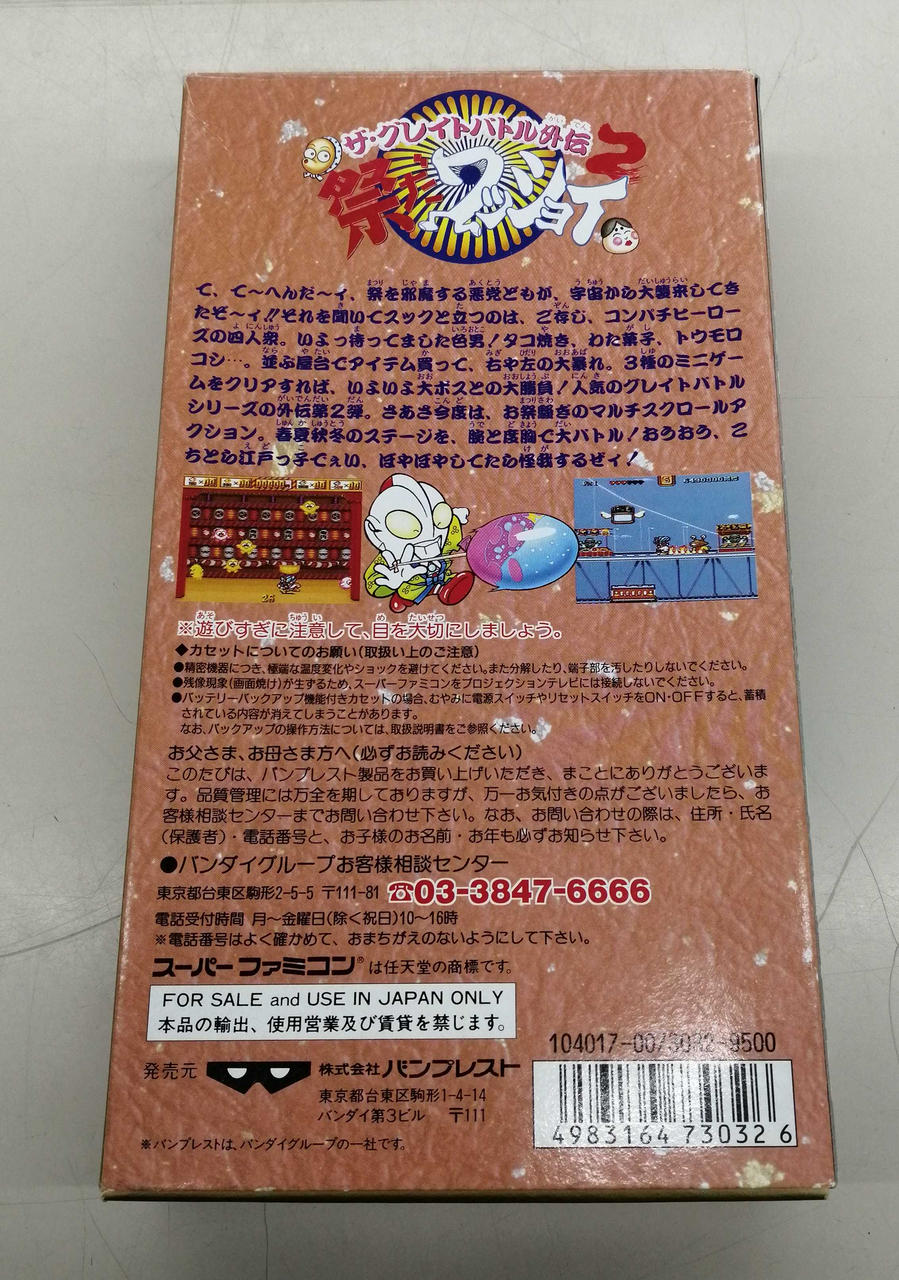 ザ・グレイトバトル外伝2
祭だワッショイ
て、て〜へんだ〜ィ、祭を邪魔する悪党どもが、宇宙から大襲来してき
たぞ〜ィ!!それを聞いてスックと立つのは、ご存じ、コンパチヒーロー
ズの四人衆。いよっ待ってました色男!タコ焼き、わた菓子、トウモロ
コシ…。並ぶ屋台でアイテム買って、右や左の大暴れ。3種のミニゲー
ムをクリアすれば、いよいよ大ボスとの大勝負!人気のグレイトバトル
シリーズの外伝第2弾。さあさ今度は、お祭騒ぎのマルチスクロールア
クション。春夏秋冬のステージを、腕と度胸で大バトル!おうおう、こ
ちとら江戸っ子でぇい、ぼやぼやしてたら怪我するぜィ!
26
※遊びすぎに注意して、目を大切にしましょう。
◆カセットについてのお願い(取扱い上のご注意)
●精密機器につき、極端な温度変化やショックを避けてください。また分解したり、端子部を汚したりしないでください。
●残像現象(画面焼け)が生ずるため、スーパーファミコンをプロジェクションテレビには接続しないでください。
●バッテリーバックアップ機能付きカセットの場合、むやみに電源スイッチやリセットスイッチをON・OFFすると、蓄積
されている内容が消えてしまうことがあります。
なお、バックアップの操作方法については、取扱説明書をご参照ください。
お父さま、お母さま方へ(必ずお読みください)
このたびは、バンプレスト製品をお買い上げいただき、まことにありがとうございま
す。品質管理には万全を期しておりますが、万一お気付きの点がございましたら、お
客様相談センターまでお問い合わせ下さい。なお、お問い合わせの際は、住所・氏名
(保護者)・電話番号と、お子様のお名前・お年も必ずお知らせ下さい。
●バンダイグループお客様相談センター
東京都台東区駒形2-5-5 〒111-81 ☎03-3847-6666
電話受付時間 月〜金曜日(除く祝日)10〜16時
※電話番号はよく確かめて、おまちがえのないようにして下さい。
スーパーファミコン®は任天堂の商標です。
FOR SALE and USE IN JAPAN ONLY
本品の輸出、使用営業及び賃貸を禁じます。
104017-00/3032-9500
発売元 株式会社バンプレスト
東京都台東区駒形1-4-14
バンダイ第3ビル 〒111
4983164 73032 6
※バンプレストは、バンダイグループの一社です。